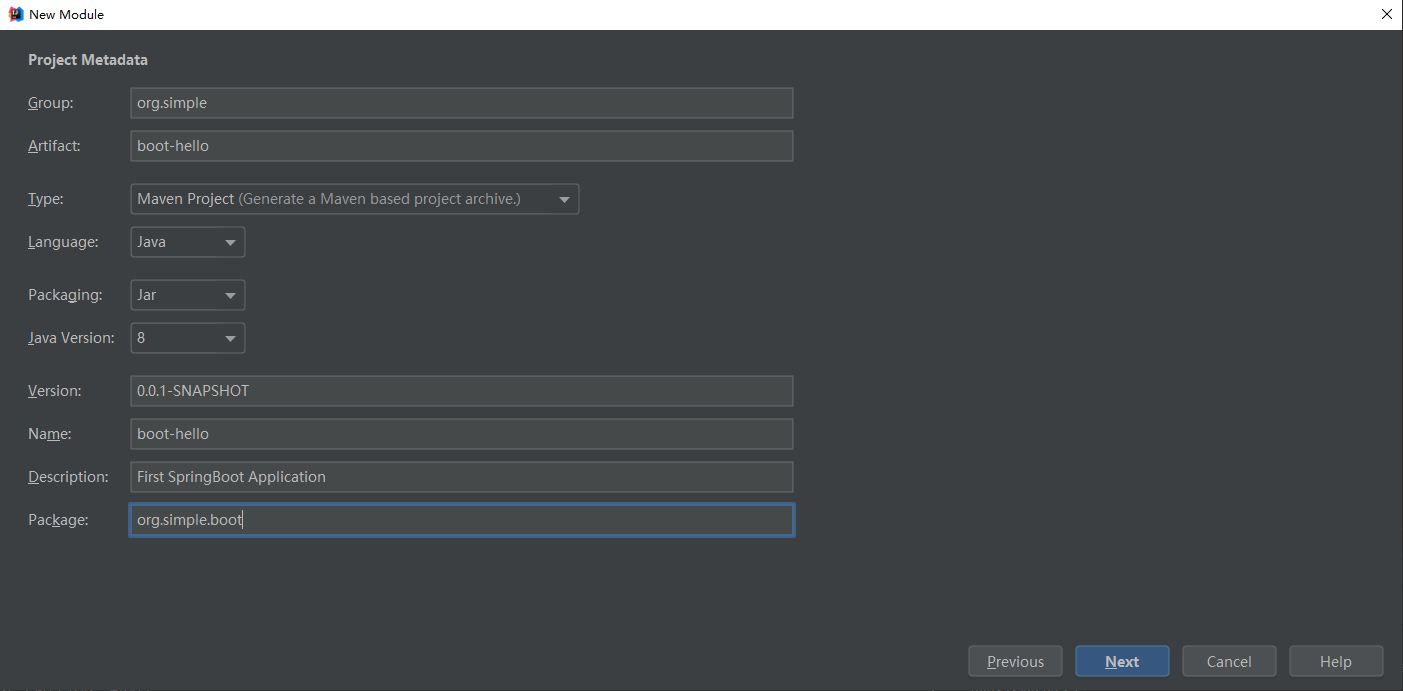 New Module
Project Metadata
Group: org.simple
Artifact: boot-hello
Type: Maven Project (Generate a Maven based project archive.)
Language: Java
Packaging: Jar
Java Version: 8
Version: 0.0.1-SNAPSHOT
Name: boot-hello
Description: First SpringBoot Application
Package: org.simple.boot
Previous Next Cancel Help